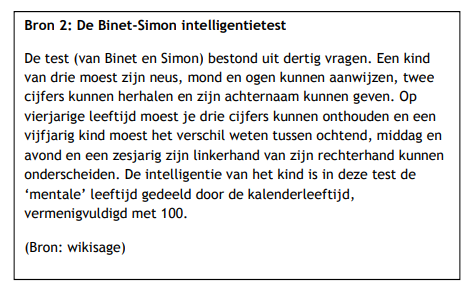 Bron 2: De Binet-Simon intelligentietest
De test (van Binet en Simon) bestond uit dertig vragen. Een kind
van drie moest zijn neus, mond en ogen kunnen aanwijzen, twee
cijfers kunnen herhalen en zijn achternaam kunnen geven. Op
vierjarige leeftijd moest je drie cijfers kunnen onthouden en een
vijfjarig kind moest het verschil weten tussen ochtend, middag en
avond en een zesjarig zijn linkerhand van zijn rechterhand kunnen
onderscheiden. De intelligentie van het kind is in deze test de
‘mentale’ leeftijd gedeeld door de kalenderleeftijd,
vermenigvuldigd met 100.
(Bron: wikisage)